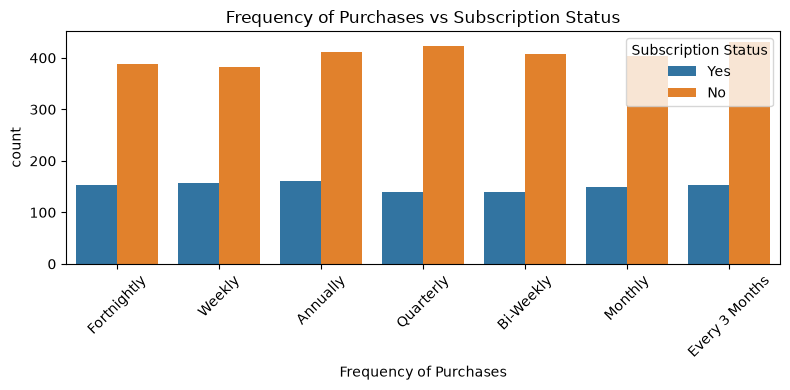 Frequency of Purchases vs Subscription Status
Subscription Status
Yes
No
count
400
300
200
100
0
Fortnightly
Weekly
Annually
Quarterly
Bi-Weekly
Monthly
Every 3 Months
Frequency of Purchases